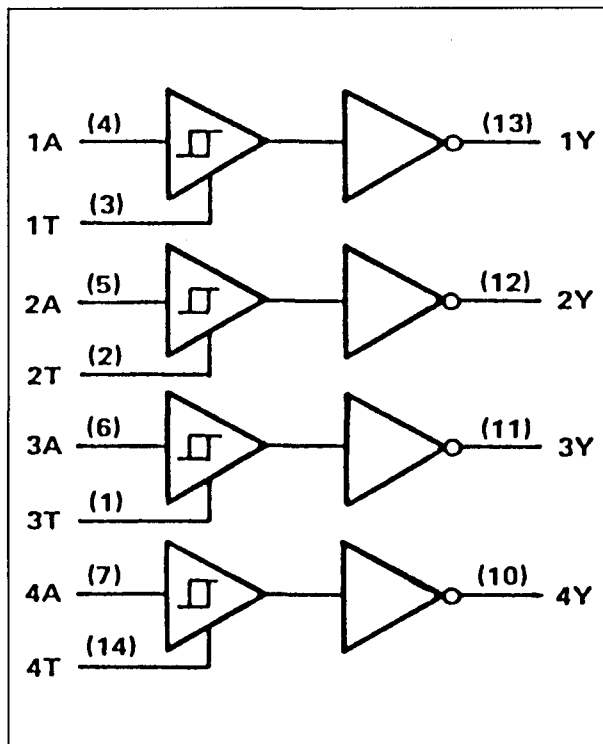 1A (4) (13) 1Y
1T (3)
2A (5) (12) 2Y
2T (2)
3A (6) (11) 3Y
3T (1)
4A (7) (10) 4Y
4T (14)